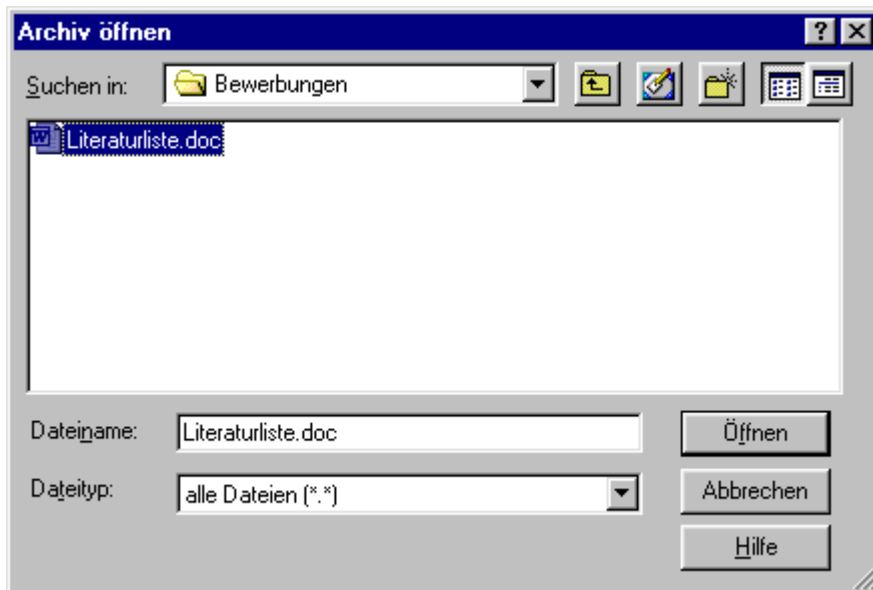 Archiv öffnen
Suchen in: Bewerbungen
Literaturliste.doc
Dateiname: Literaturliste.doc Öffnen
Dateityp: alle Dateien (*.*) Abbrechen
Hilfe